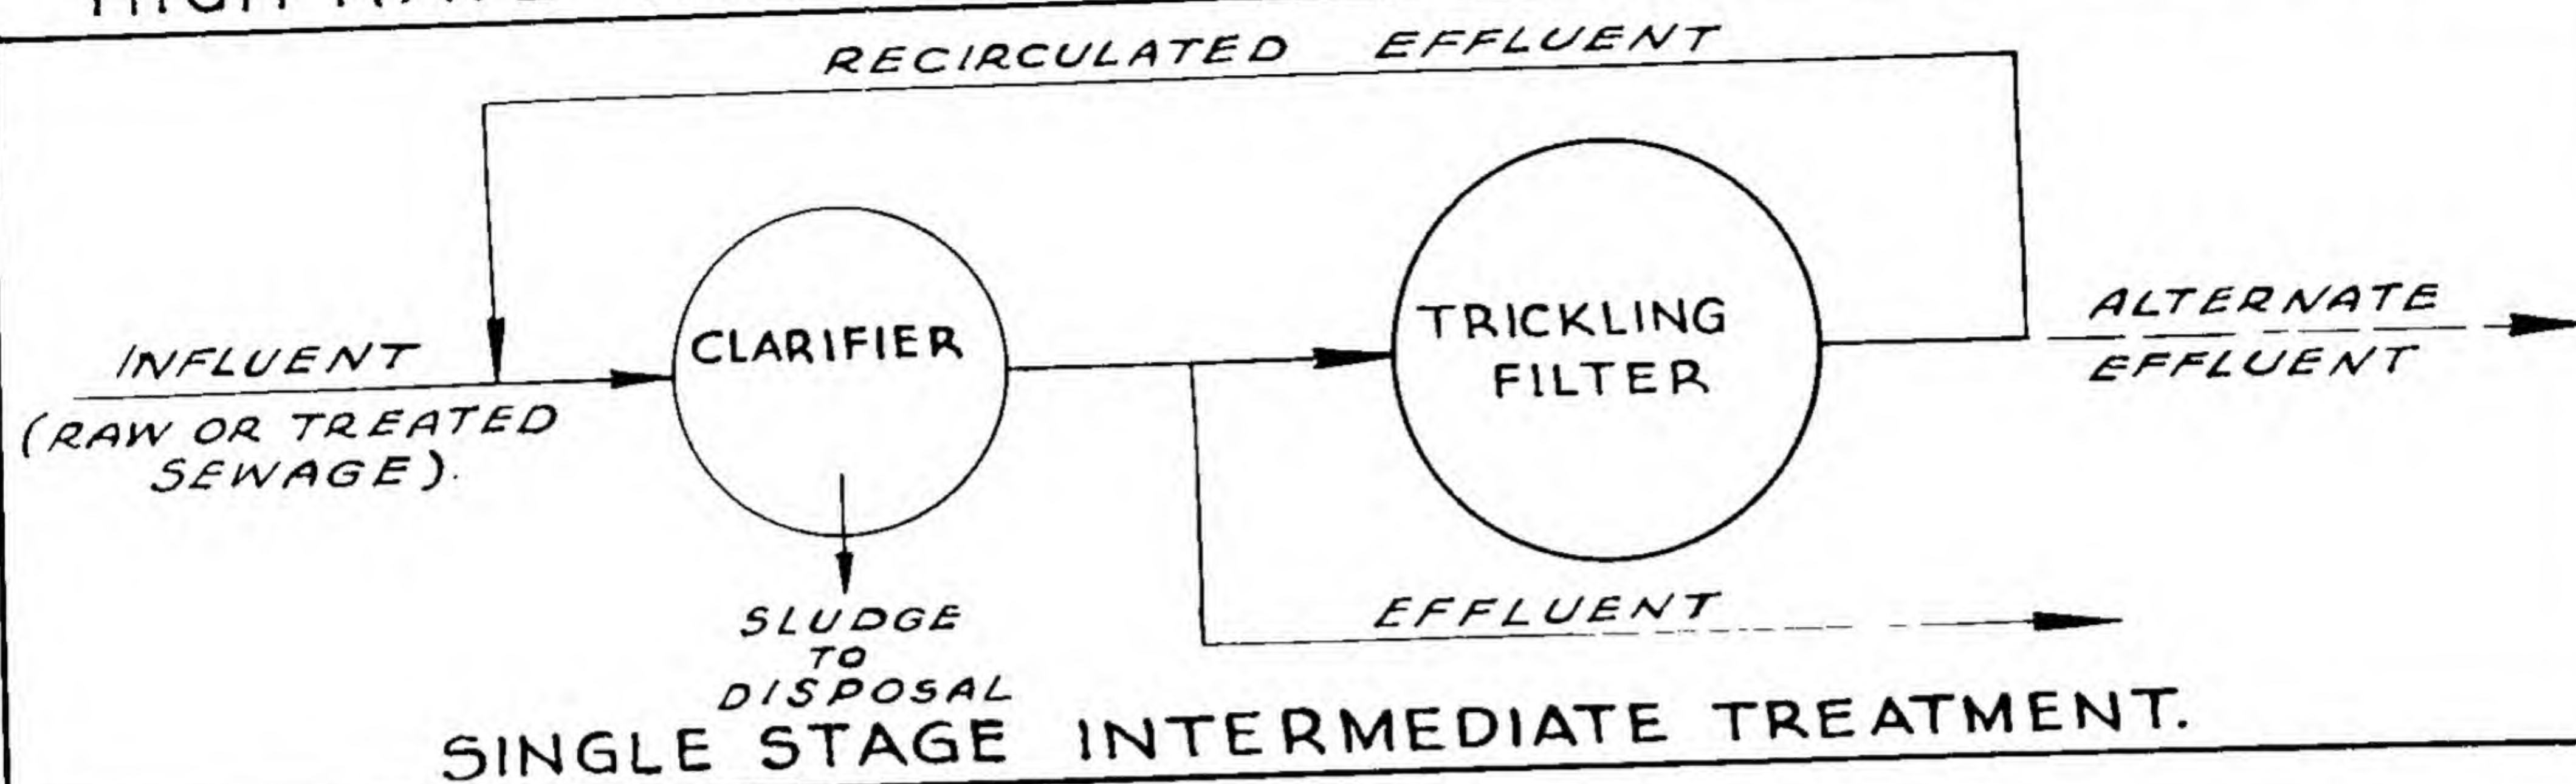 RECIRCULATED EFFLUENT
INFLUENT
(RAW OR TREATED
SEWAGE).
CLARIFIER
SLUDGE
TO
DISPOSAL
TRICKLING
FILTER
ALTERNATE
EFFLUENT
EFFLUENT
SINGLE STAGE INTERMEDIATE TREATMENT.